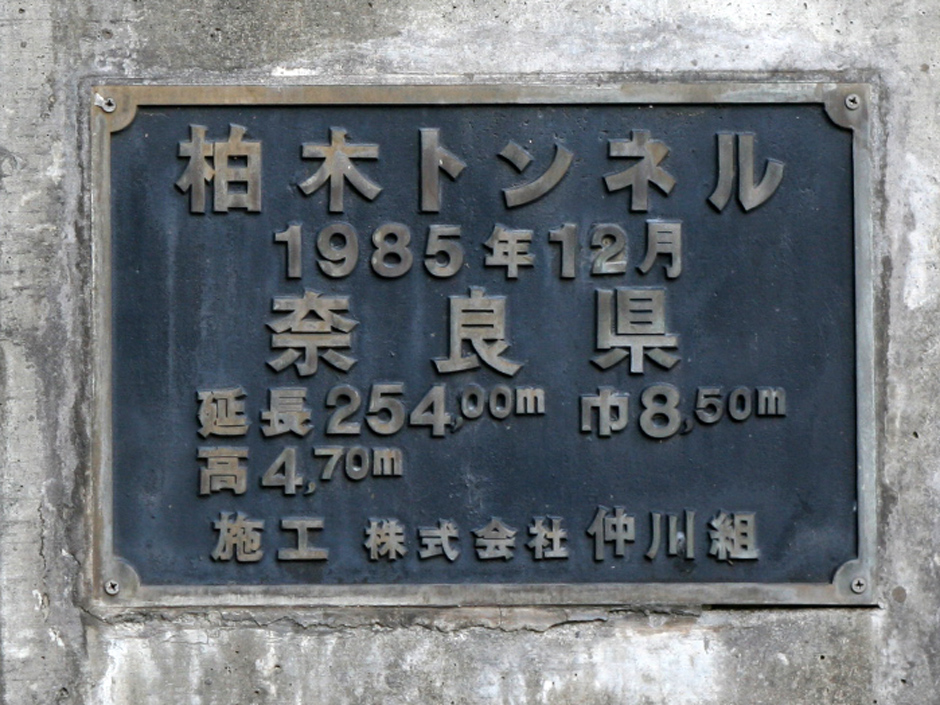 柏木トンネル
1985年12月
奈良県
延長254,00m 巾8,50m
高4,70m
施工 株式会社 仲川組